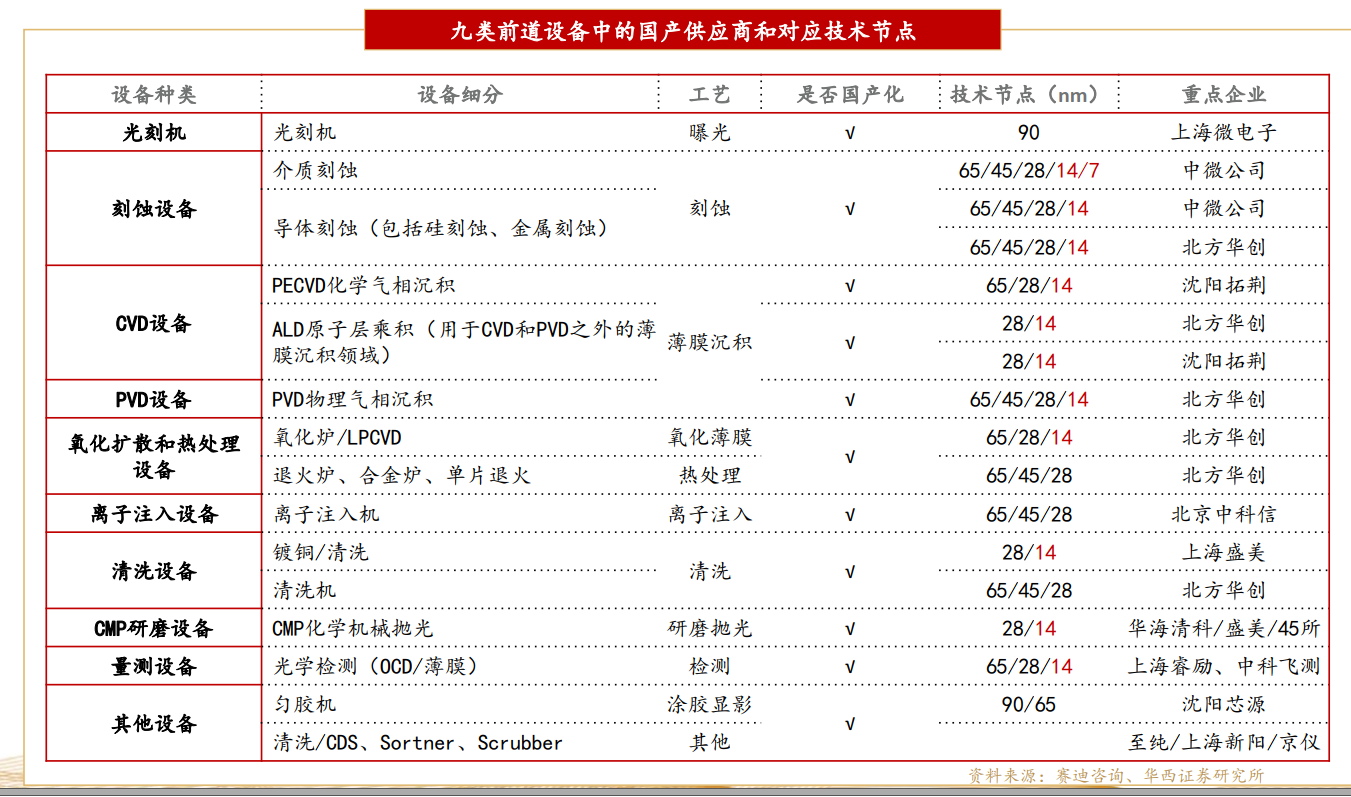 九类前道设备中的国产供应商和对应技术节点
设备种类 设备细分 工艺 是否国产化 技术节点（nm） 重点企业
光刻机 光刻机 曝光 √ 90 上海微电子
刻蚀设备 介质刻蚀 刻蚀 √ 65/45/28/14/7 中微公司
导体刻蚀（包括硅刻蚀、金属刻蚀） 65/45/28/14 中微公司
65/45/28/14 北方华创
CVD设备 PECVD化学气相沉积 薄膜沉积 √ 65/28/14 沈阳拓荆
ALD原子层乘积（用于CVD和PVD之外的薄 √ 28/14 北方华创
膜沉积领域） 28/14 沈阳拓荆
PVD设备 PVD物理气相沉积 √ 65/45/28/14 北方华创
氧化扩散和热处理 氧化炉/LPCVD 氧化薄膜 √ 65/28/14 北方华创
设备 退火炉、合金炉、单片退火 热处理 65/45/28 北方华创
离子注入设备 离子注入机 离子注入 √ 65/45/28 北京中科信
清洗设备 镀铜/清洗 清洗 √ 28/14 上海盛美
清洗机 65/45/28 北方华创
CMP研磨设备 CMP化学机械抛光 研磨抛光 √ 28/14 华海清科/盛美/45所
量测设备 光学检测（OCD/薄膜） 检测 √ 65/28/14 上海睿励、中科飞测
其他设备 匀胶机 涂胶显影 √ 90/65 沈阳芯源
清洗/CDS、Sortner、Scrubber 其他 至纯/上海新阳/京仪
资料来源：赛迪咨询、华西证券研究所